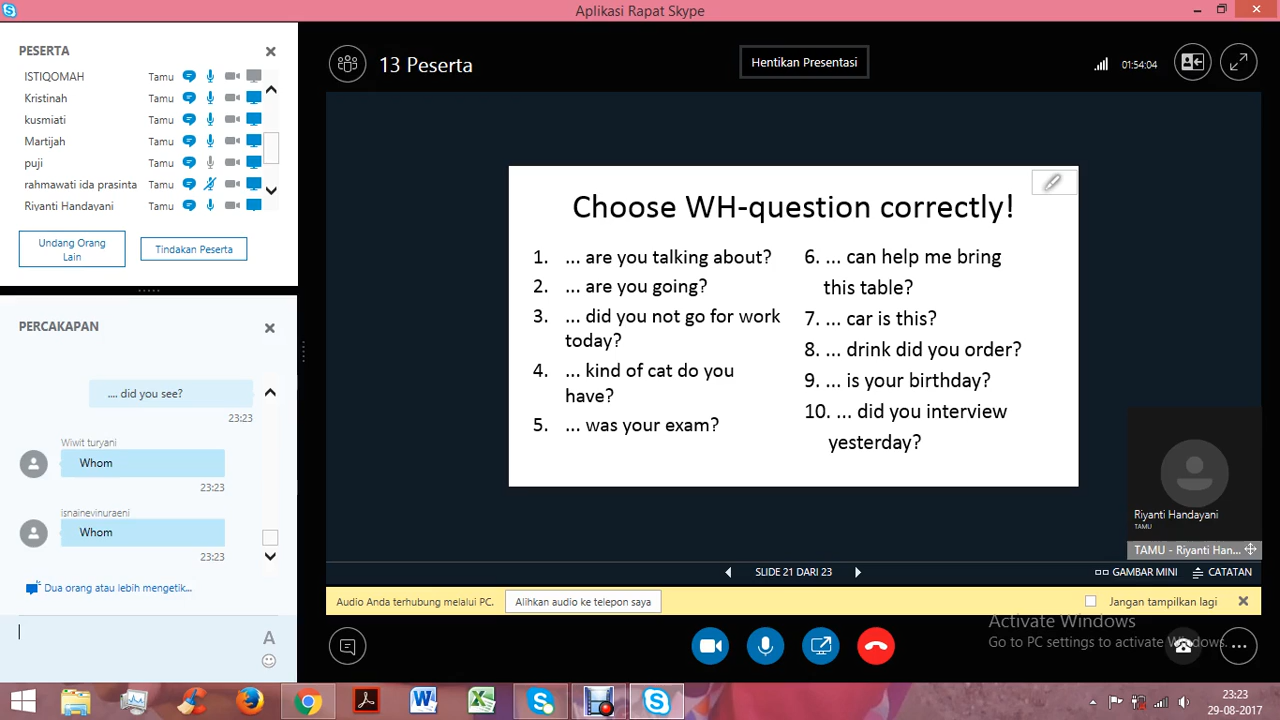 Aplikasi Rapat Skype
PESERTA
ISTIQOMAH Tamu
Kristinah Tamu
kusmiati Tamu
Martijah Tamu
puji Tamu
rahmawati ida prasinta Tamu
Riyanti Handayani Tamu
Undang Orang
Lain
Tindakan Peserta
PERCAKAPAN
.... did you see?
23:23
Wiwit turyani
Whom
23:23
isnainevinuraeni
Whom
23:23
Dua orang atau lebih mengetik...
A
13 Peserta
Hentikan Presentasi
01:54:04
Choose WH-question correctly!
1. ... are you talking about?
2. ... are you going?
3. ... did you not go for work
today?
4. ... kind of cat do you
have?
5. ... was your exam?
6. ... can help me bring
this table?
7. ... car is this?
8. ... drink did you order?
9. ... is your birthday?
10. ... did you interview
yesterday?
Riyanti Handayani
TAMU
TAMU - Riyanti Han...
SLIDE 21 DARI 23
GAMBAR MINI
CATATAN
Audio Anda terhubung melalui PC.
Alihkan audio ke telepon saya
Jangan tampilkan lagi
Activate Windows
Go to PC settings to activate Windows.
23:23
29-08-2017